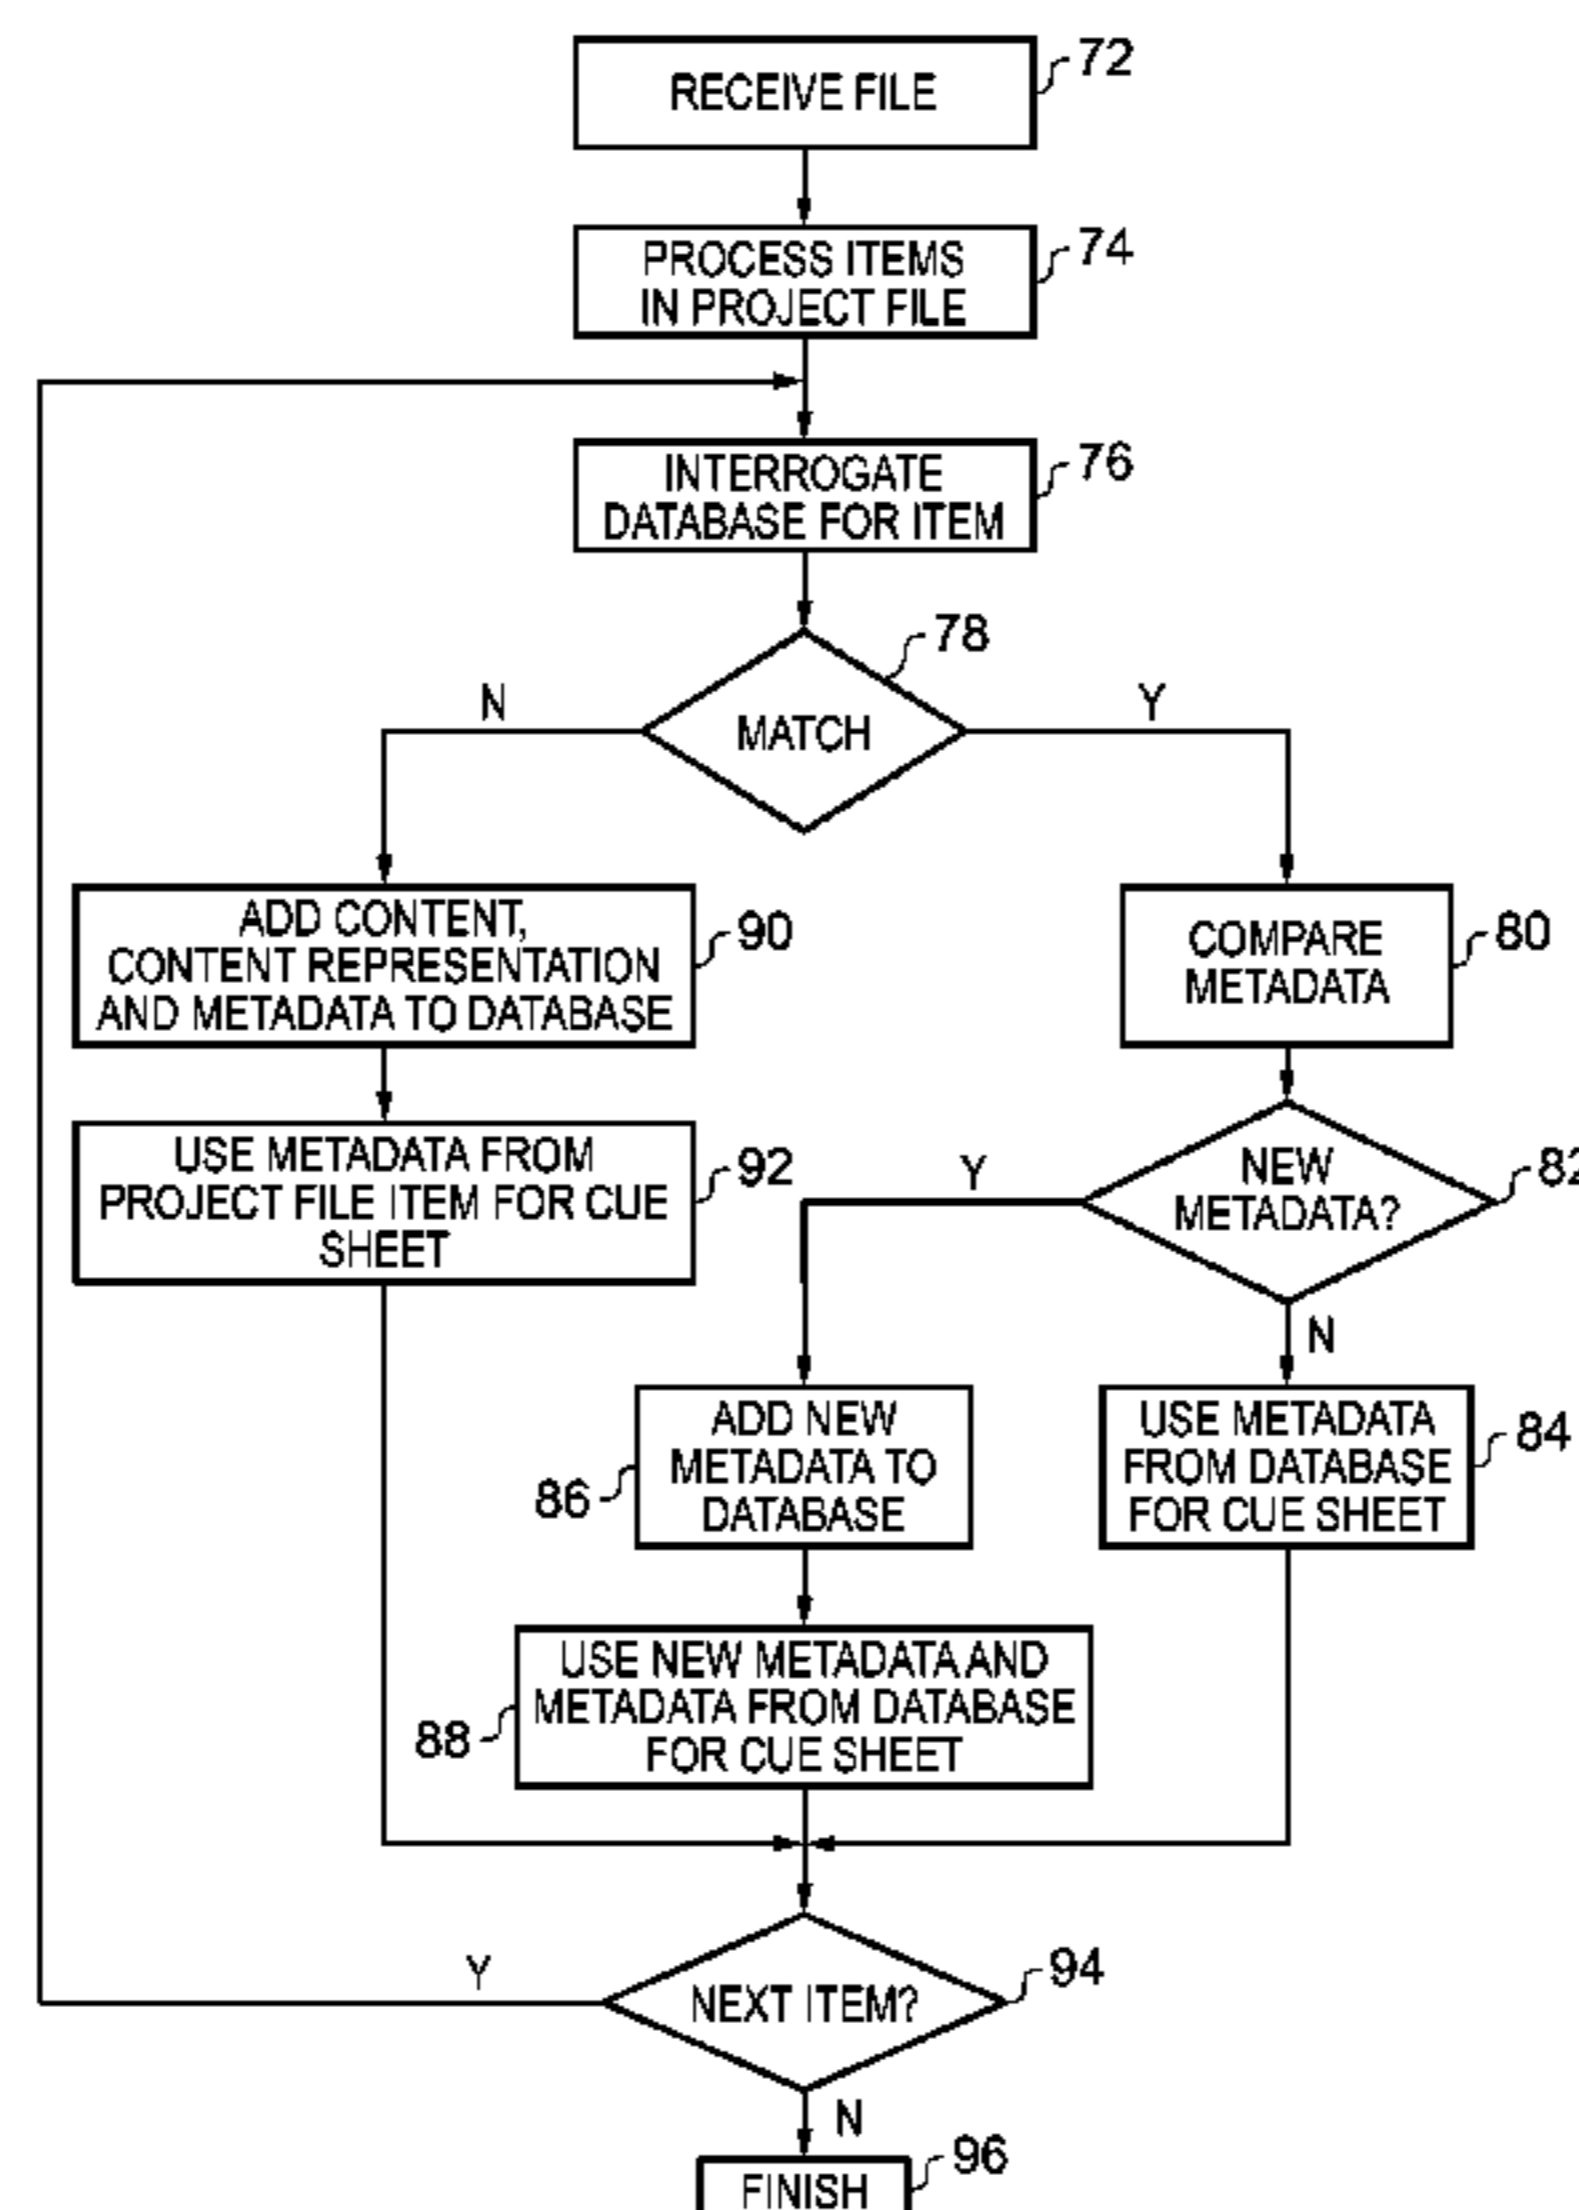 RECEIVE FILE
72
PROCESS ITEMS
IN PROJECT FILE
74
INTERROGATE
DATABASE FOR ITEM
76
78
MATCH
N
Y
ADD CONTENT,
CONTENT REPRESENTATION
AND METADATA TO DATABASE
90
COMPARE
METADATA
80
USE METADATA FROM
PROJECT FILE ITEM FOR CUE
SHEET
92
NEW
METADATA?
82
Y
N
ADD NEW
METADATA TO
DATABASE
86
USE METADATA
FROM DATABASE
FOR CUE SHEET
84
USE NEW METADATA AND
METADATA FROM DATABASE
FOR CUE SHEET
88
NEXT ITEM?
94
Y
N
FINISH
96